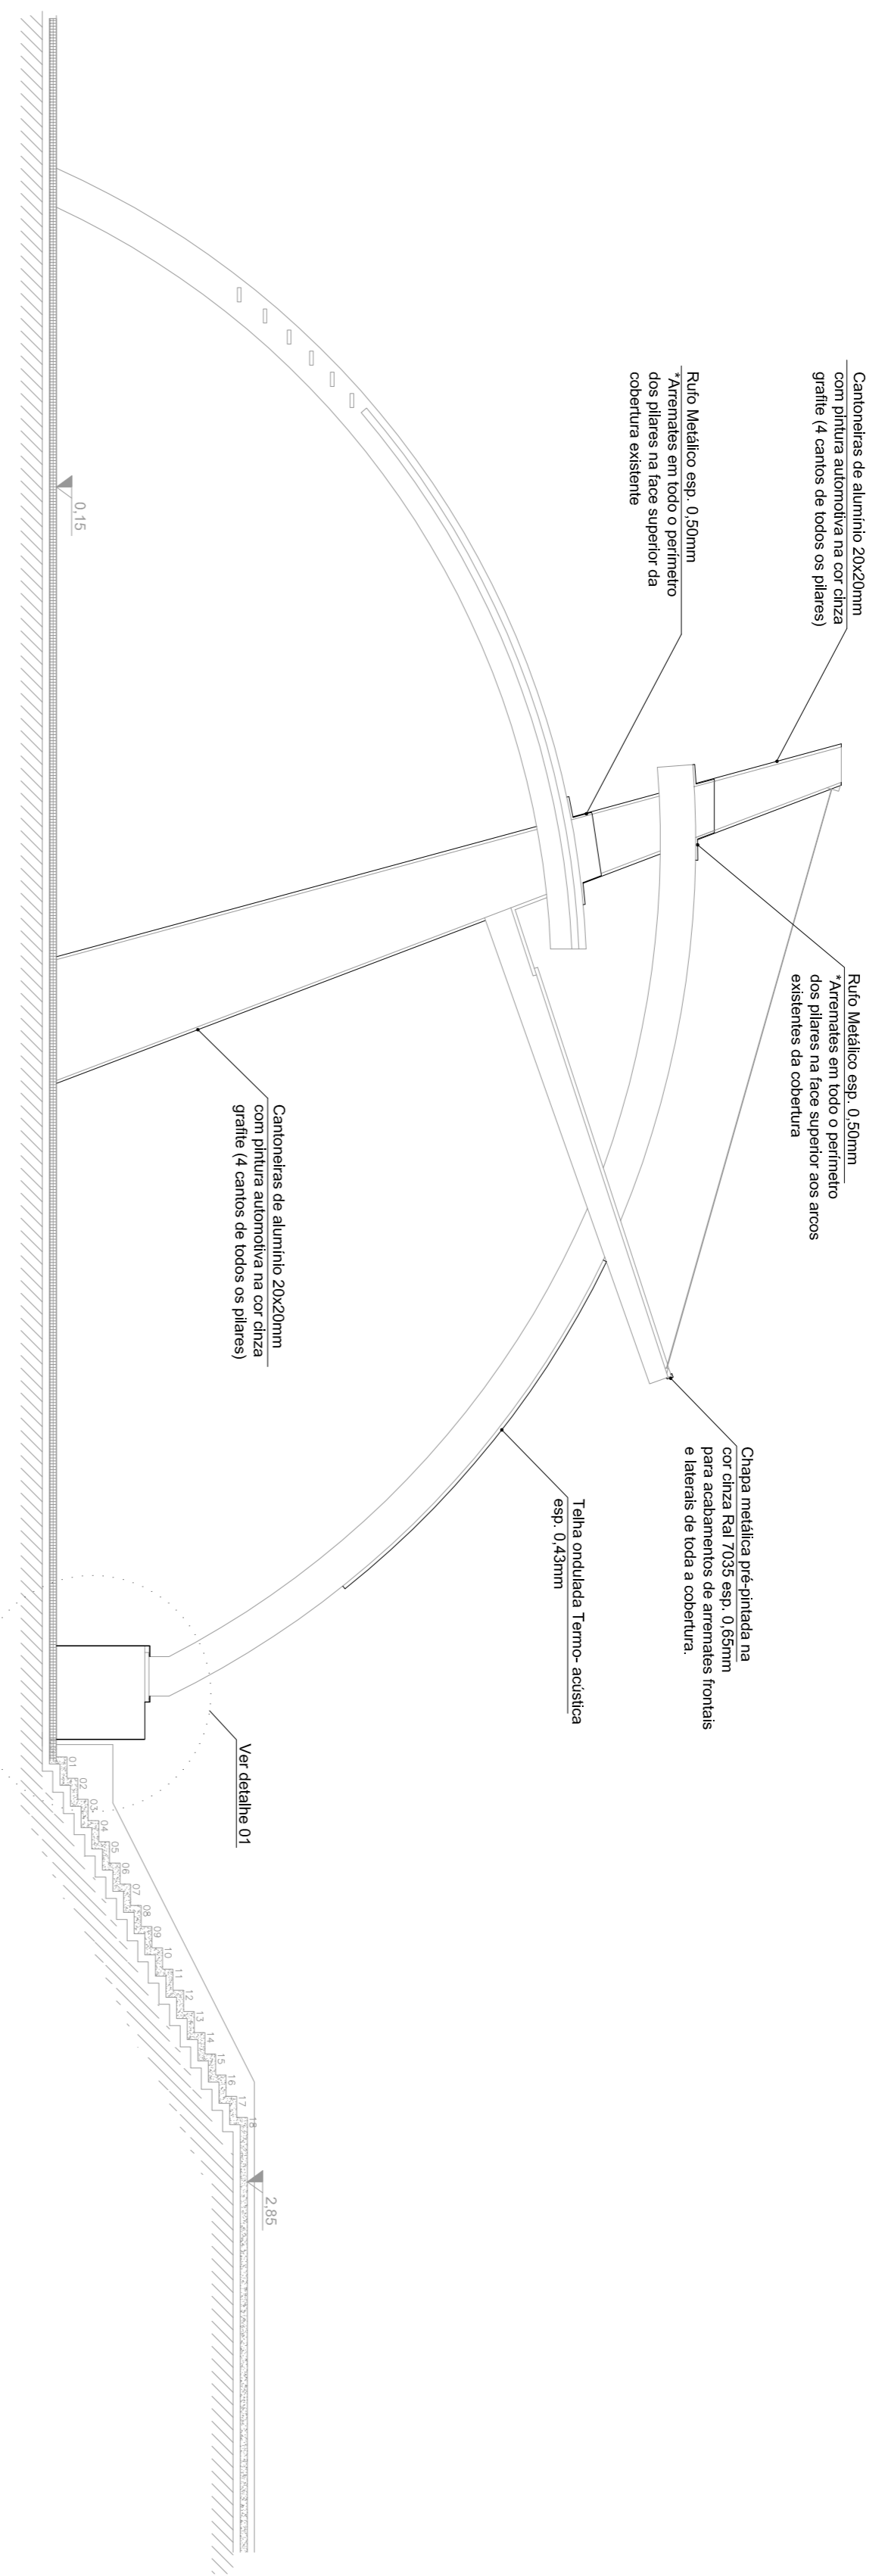 Cantoneiras de alumínio 20x20mm
com pintura automotiva na cor cinza
grafite (4 cantos de todos os pilares)
Rufo Metálico esp. 0,50mm
*Arremates em todo o perímetro
dos pilares na face superior da
cobertura existente
Rufo Metálico esp. 0,50mm
*Arremates em todo o perímetro
dos pilares na face superior aos arcos
existentes da cobertura
Chapa metálica pré-pintada na
cor cinza Ral 7035 esp. 0,65mm
para acabamentos de arremates frontais
e laterais de toda a cobertura.
Telha ondulada Termo- acústica
esp. 0,43mm
Cantoneiras de alumínio 20x20mm
com pintura automotiva na cor cinza
grafite (4 cantos de todos os pilares)
Ver detalhe 01
0,15
2,85
01
02
03
04
05
06
07
08
09
10
11
12
13
14
15
16
17
18